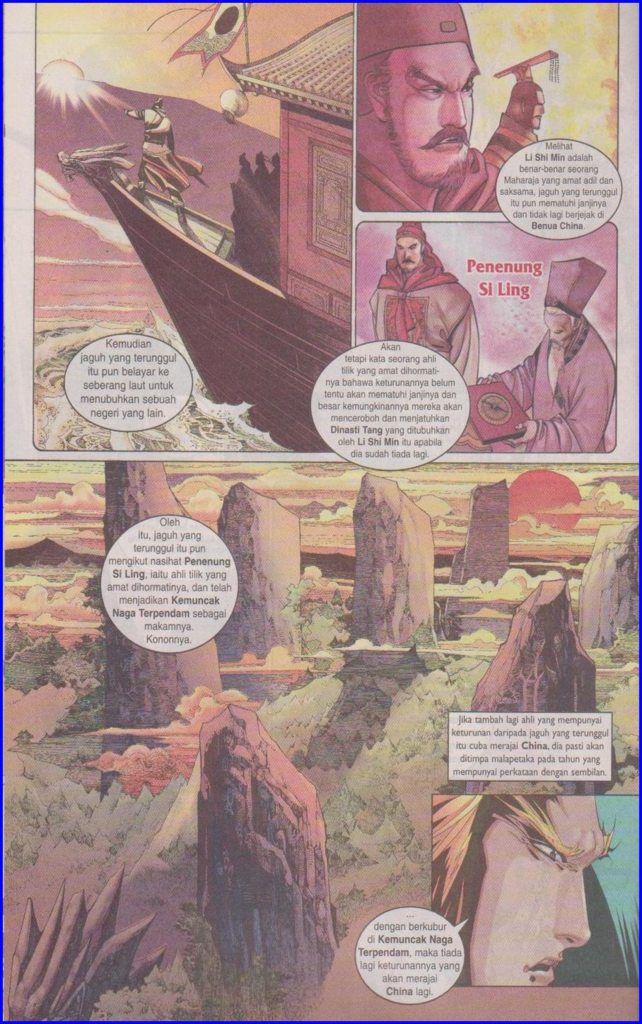 Melihat
Li Shi Min adalah
benar-benar seorang
Maharaja yang amat adil dan
saksama, jaguh yang terunggul
itu pun mematuhi janjinya
dan tidak lagi berjejak di
Benua China.
Penenung
Si Ling
Kemudian
jaguh yang terunggul
itu pun belayar ke
seberang laut untuk
menubuhkan sebuah
negeri yang lain.
Akan
tetapi kata seorang ahli
tilik yang amat dihormati-
nya bahawa keturunannya belum
tentu akan mematuhi janjinya dan
besar kemungkinannya mereka akan
menceroboh dan menjatuhkan
Dinasti Tang yang ditubuhkan
oleh Li Shi Min itu apabila
dia sudah tiada lagi.
Oleh
itu, jaguh yang
terunggul itu pun
mengikut nasihat Penenung
Si Ling, iaitu ahli tilik yang
amat dihormatinya, dan telah
menjadikan Kemuncak
Naga Terpendam sebagai
makamnya.
Kononnya.
Jika tambah lagi ahli yang mempunyai
keturunan daripada jaguh yang terunggul
itu cuba merajai China, dia pasti akan
ditimpa malapetaka pada tahun yang
mempunyai perkataan dengan sembilan.
...
dengan berkubur
di Kemuncak Naga
Terpendam, maka tiada
lagi keturunannya yang
akan merajai
China lagi.